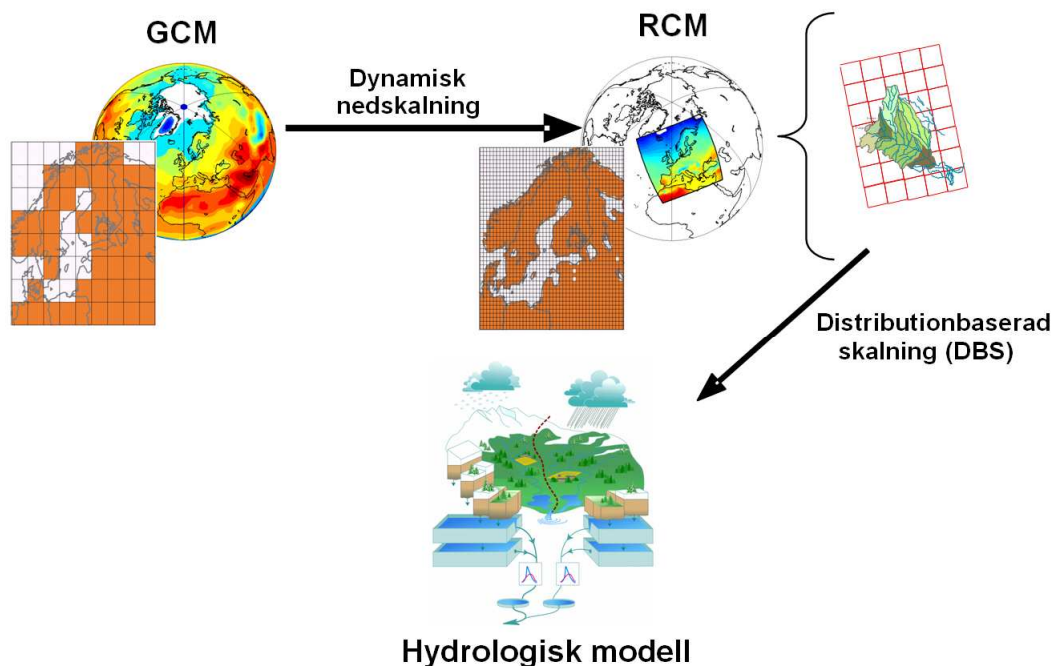 GCM
RCM
Dynamisk
nedskalning
Distributionbaserad
skalning (DBS)
Hydrologisk modell